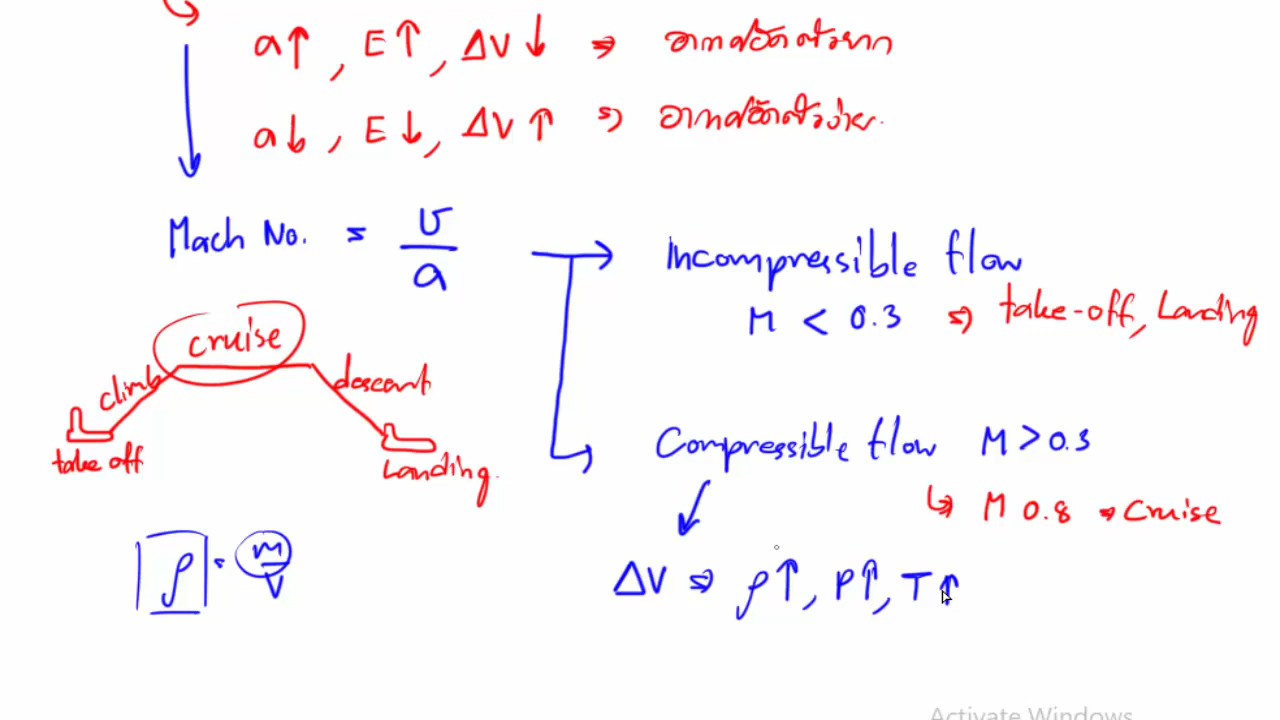 a↑, E↑, ΔV↓ ⇒ อากาศอัดตัวยาก
a↓, E↓, ΔV↑ ⇒ อากาศอัดตัวง่าย.
Mach No. = v/a
Incompressible flow
M < 0.3 ⇒ take-off, Landing
cruise
climb
descent
take off
Landing.
Compressible flow M > 0.3
↳ M 0.8 ⇒ Cruise
ρ = m/V
ΔV ⇒ ρ↑, P↑, T↑
Activate Windows